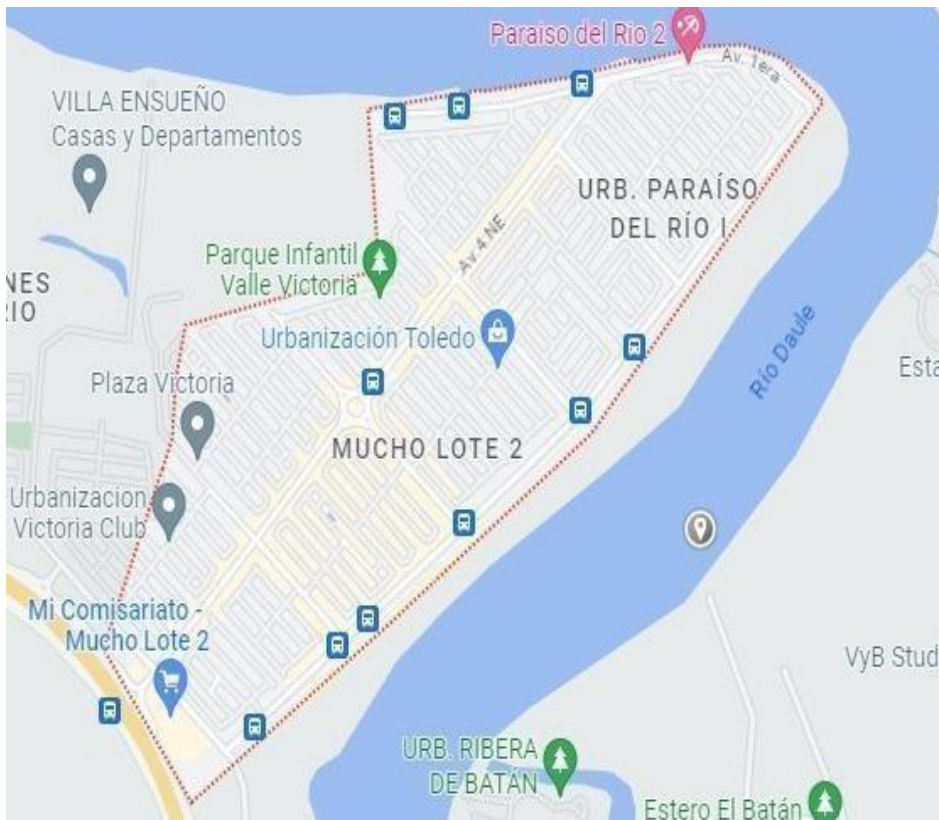 Paraiso del Rio 2
Av. 1era
VILLA ENSUEÑO
Casas y Departamentos
URB. PARAÍSO
DEL RÍO I
Av 4 NE
Parque Infantil
Valle Victoria
NES
RIO
Urbanización Toledo
Río Daule
Esta
Plaza Victoria
MUCHO LOTE 2
Urbanizacion
Victoria Club
Mi Comisariato -
Mucho Lote 2
VyB Stud
URB. RIBERA
DE BATÁN
Estero El Batán